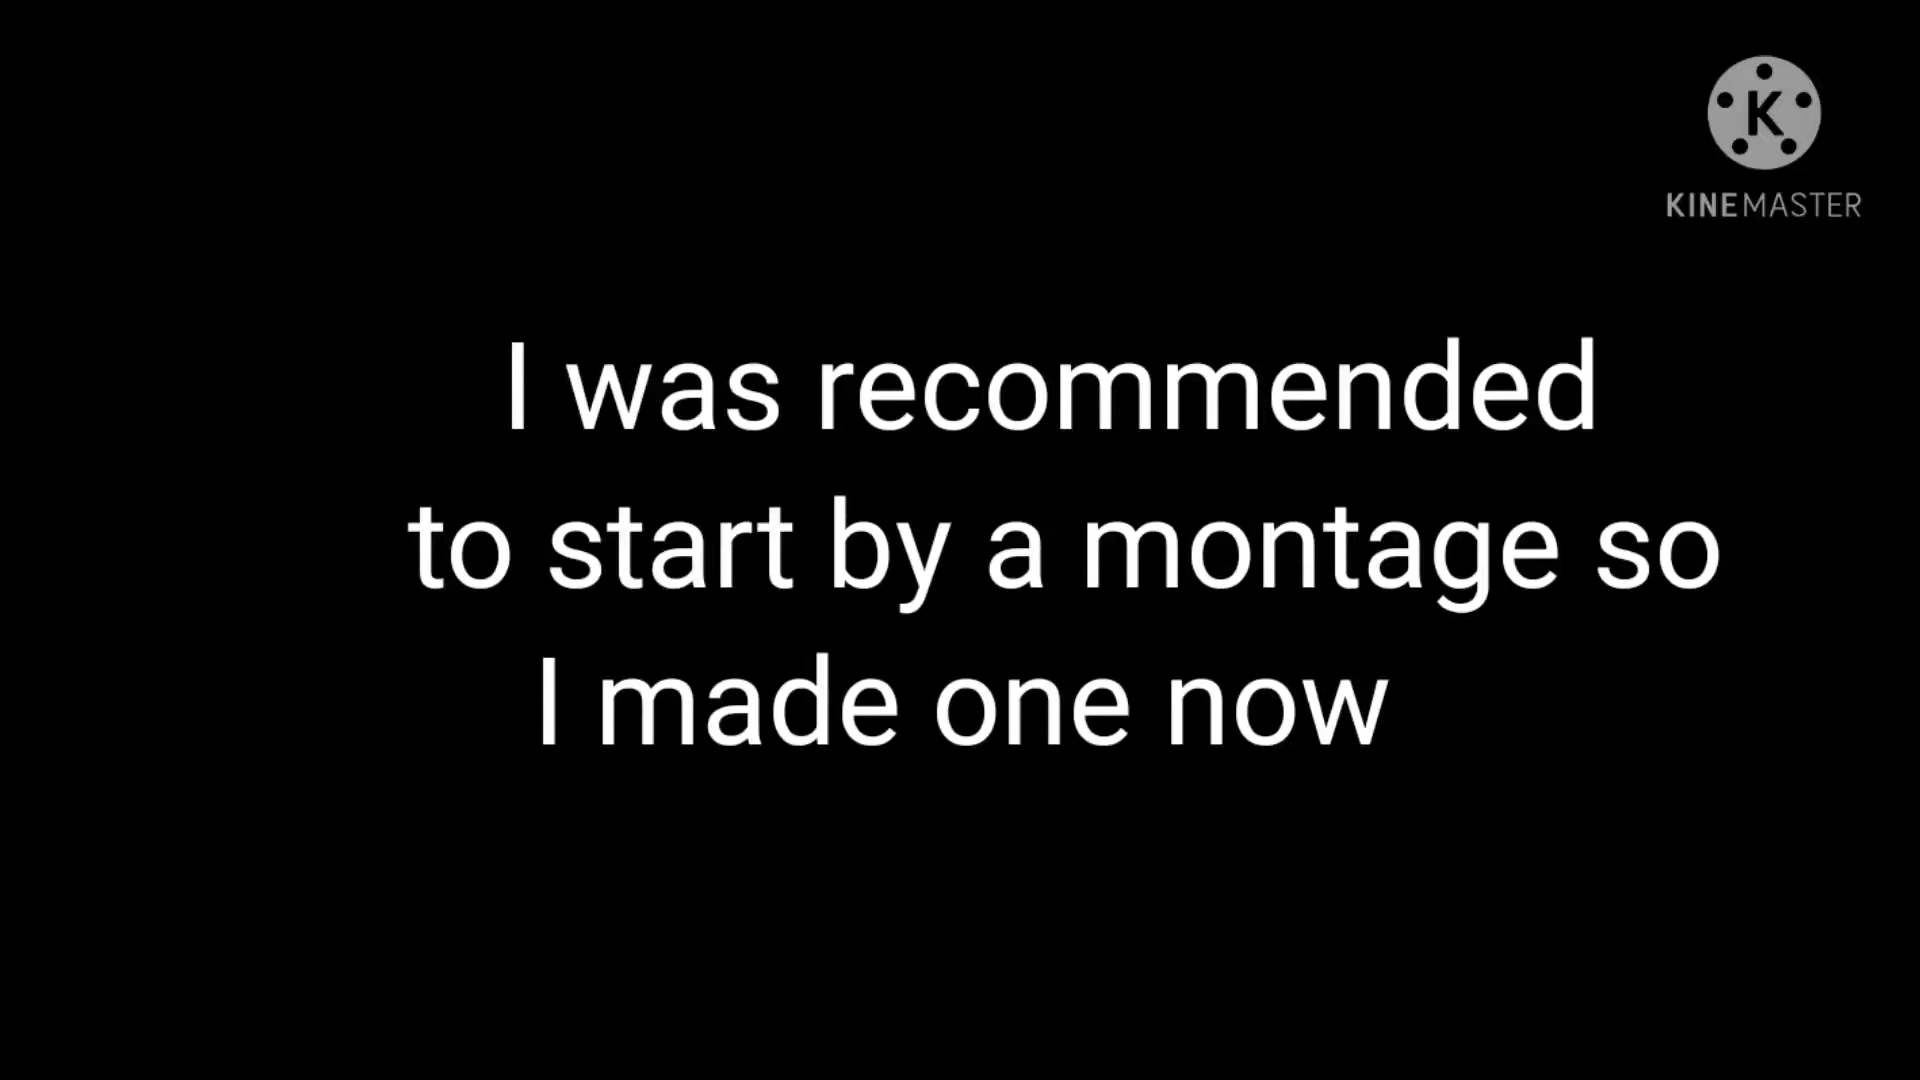 K
KINEMASTER
I was recommended
to start by a montage so
I made one now